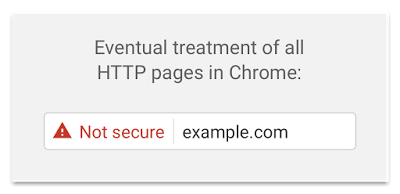 Eventual treatment of all
HTTP pages in Chrome:
Not secure example.com